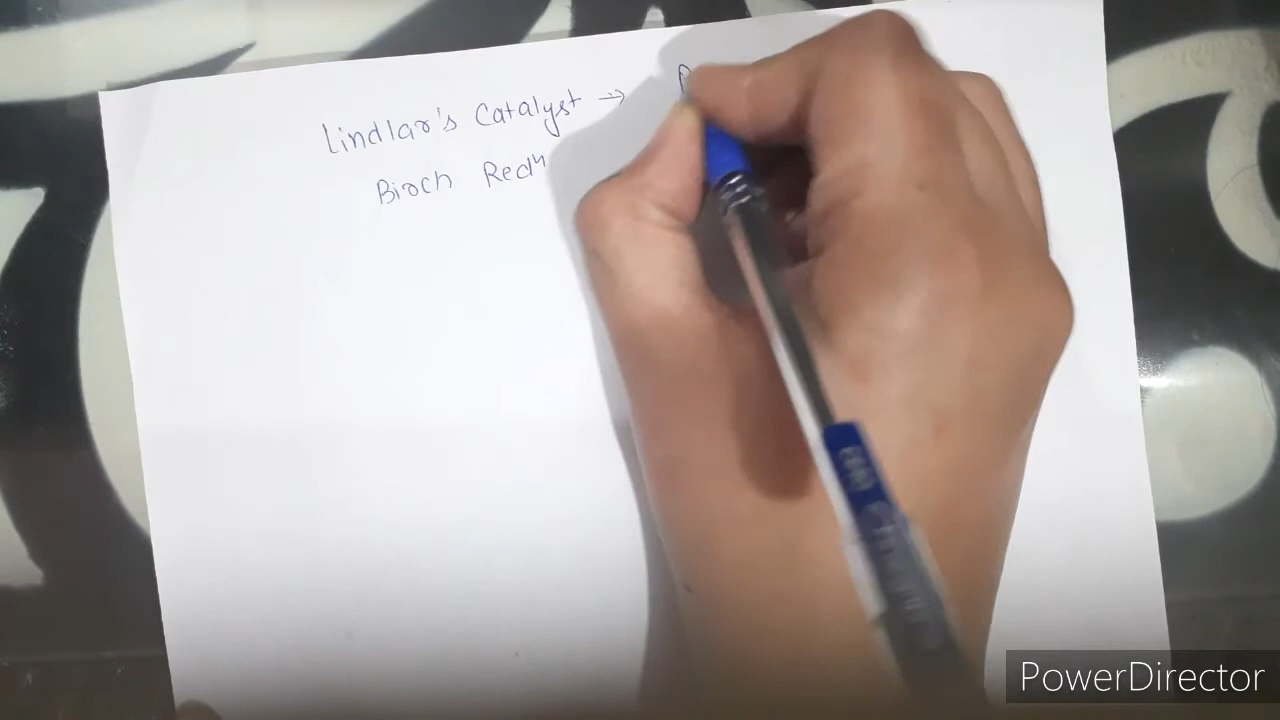 Lindlar's Catalyst →
Birch Redⁿ
PowerDirector